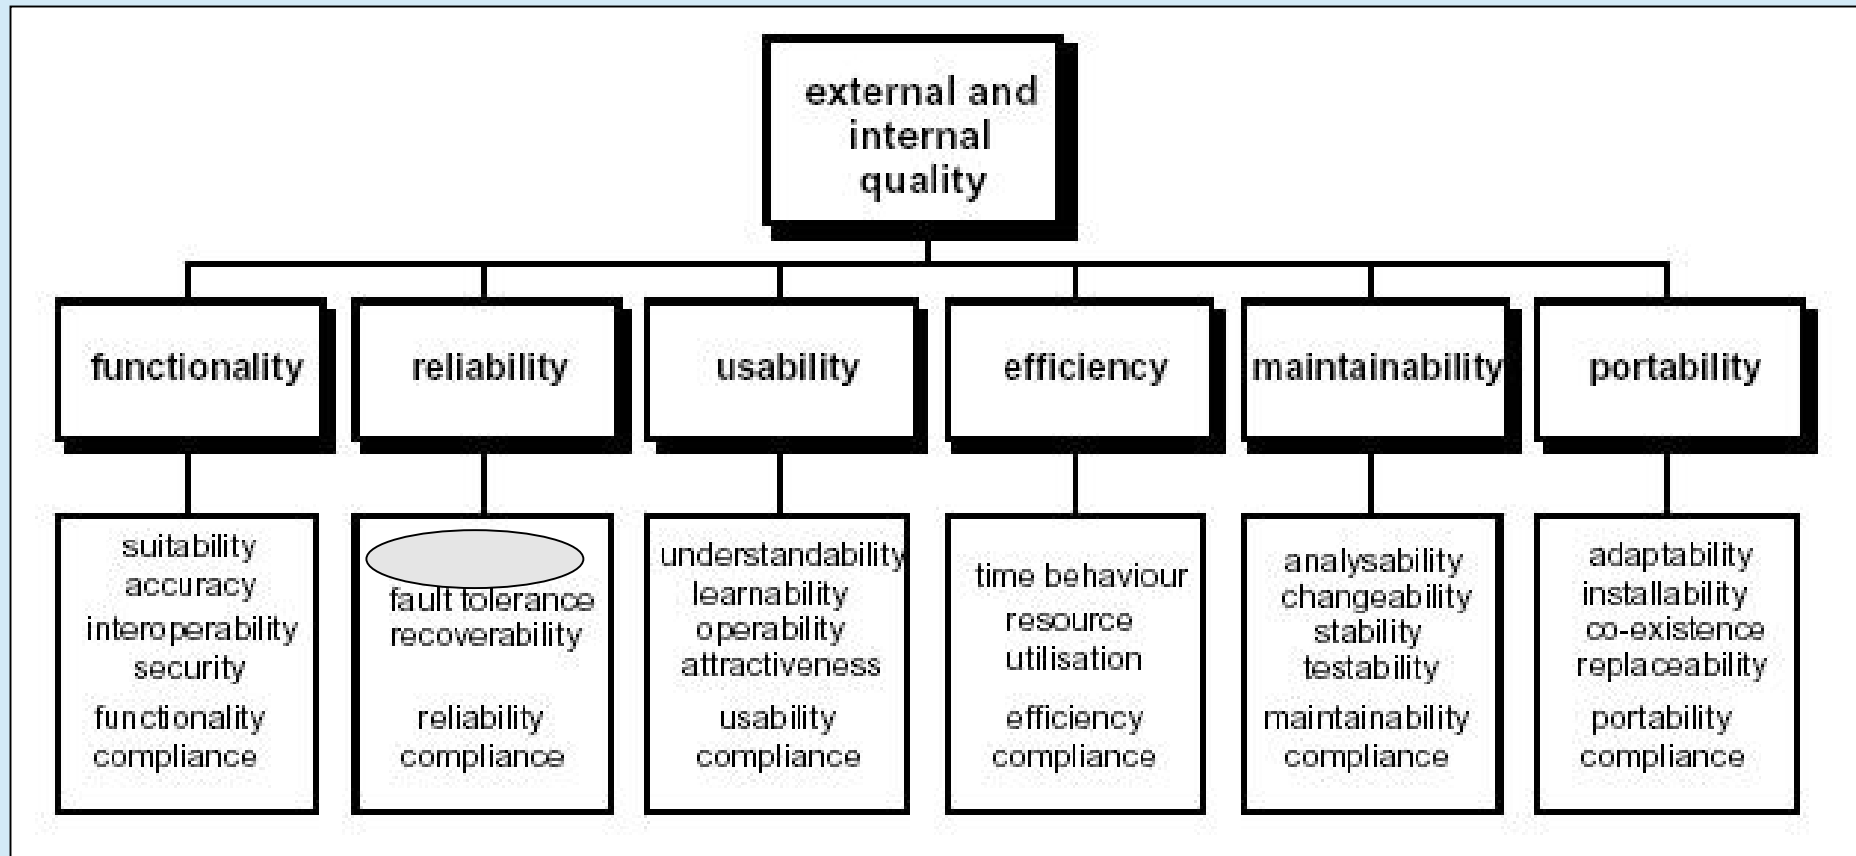 external and
internal
quality
functionality
reliability
usability
efficiency
maintainability
portability
suitability
accuracy
interoperability
security
functionality
compliance
fault tolerance
recoverability
reliability
compliance
understandability
learnability
operability
attractiveness
usability
compliance
time behaviour
resource
utilisation
efficiency
compliance
analysability
changeability
stability
testability
maintainability
compliance
adaptability
installability
co-existence
replaceability
portability
compliance